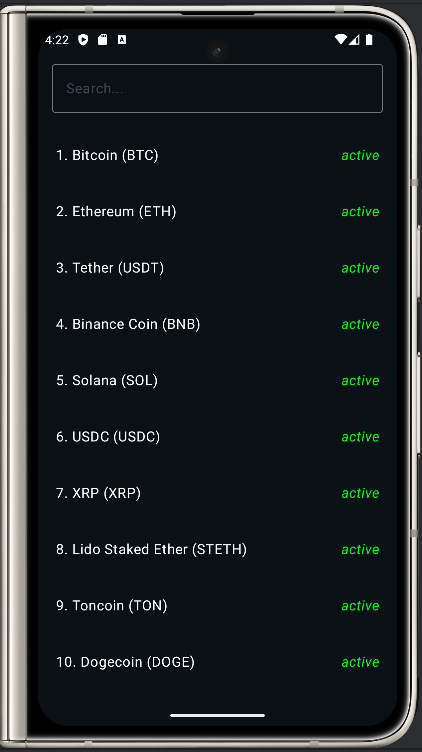 4:22
Search...
1. Bitcoin (BTC) active
2. Ethereum (ETH) active
3. Tether (USDT) active
4. Binance Coin (BNB) active
5. Solana (SOL) active
6. USDC (USDC) active
7. XRP (XRP) active
8. Lido Staked Ether (STETH) active
9. Toncoin (TON) active
10. Dogecoin (DOGE) active